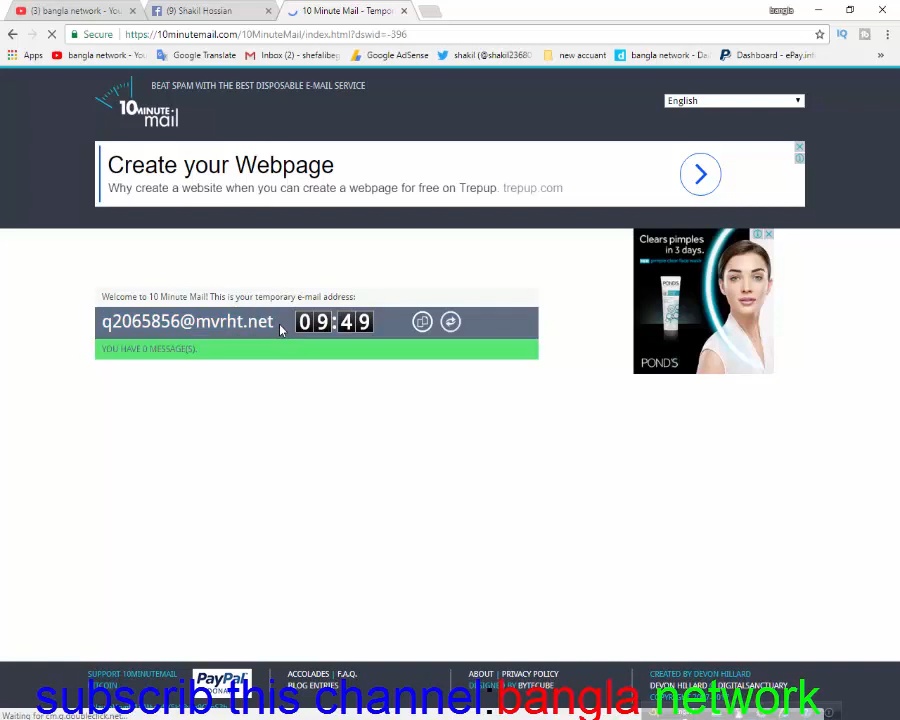 (3) bangla network - You
(9) Shakil Hossian
10 Minute Mail - Tempo
bangla
Secure
https://10minutemail.com/10MinuteMail/index.html?dswid=-396
Apps
bangla network - You
Google Translate
Inbox (2) - shefalibeg
Google AdSense
shakil (@shakil23680
new accuant
bangla network - Da
Dashboard - ePay.info
»
BEAT SPAM WITH THE BEST DISPOSABLE E-MAIL SERVICE
10MINUTE
mail
English
Create your Webpage
Why create a website when you can create a webpage for free on Trepup. trepup.com
Clears pimples
in 3 days.
POND'S
Welcome to 10 Minute Mail! This is your temporary e-mail address:
q2065856@mvrht.net
09:49
YOU HAVE 0 MESSAGE(S).
SUPPORT 10MINUTEMAIL
PayPal
ACCOLADES | F.A.Q.
BLOG ENTRIES
ABOUT | PRIVACY POLICY
DESIGNED BY BYTECUBE
CREATED BY DEVON HILLARD
DEVON HILLARD @ DIGITALSANCTUARY
subscrib this channel.bangla network
Waiting for cm.g.doubleclick.net...